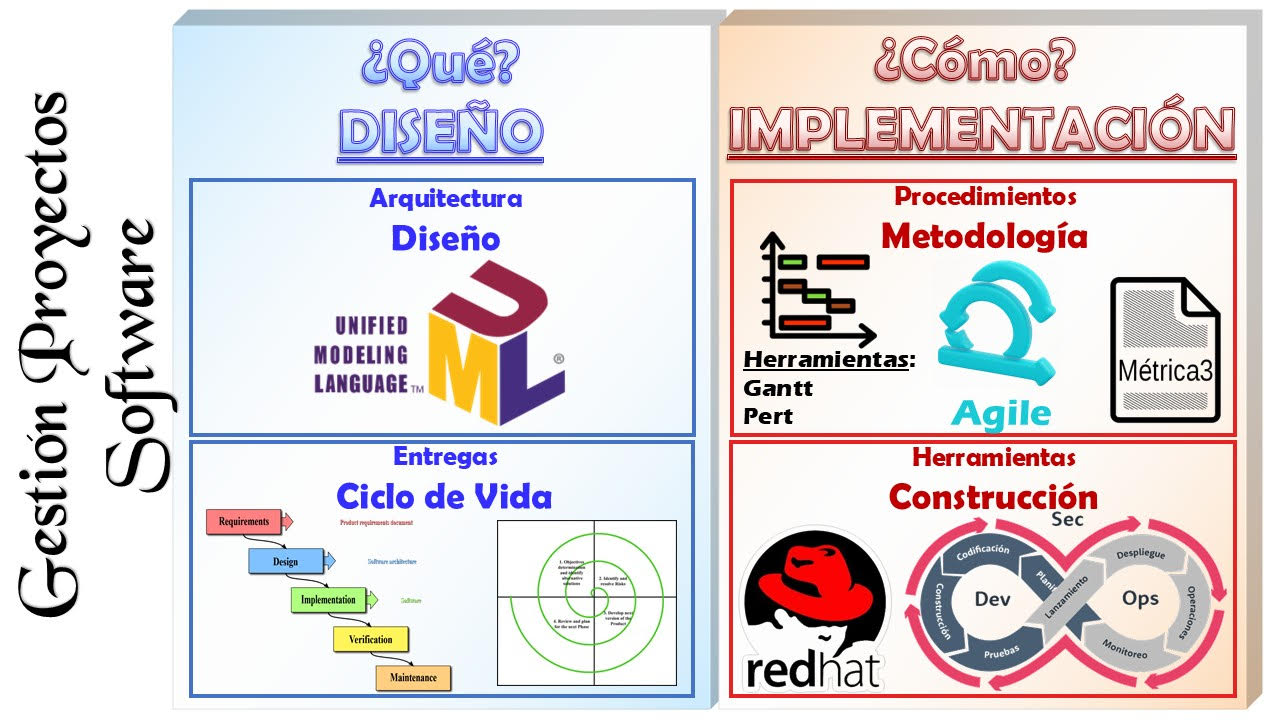 Gestión Proyectos
Software
¿Qué?
DISEÑO
Arquitectura
Diseño
UNIFIED
MODELING
LANGUAGE™
UML®
Entregas
Ciclo de Vida
Requirements
Product requirements document
Design
Software architecture
Implementation
Software
Verification
Maintenance
1. Objectives
determination
and identify
alternative
solutions
2. Identify and
resolve Risks
3. Develop next
version of the
Product
4. Review and plan
for the next Phase
¿Cómo?
IMPLEMENTACIÓN
Procedimientos
Metodología
Herramientas:
Gantt
Pert
Agile
Métrica3
Herramientas
Construcción
redhat
Sec
Dev
Ops
Codificación
Construcción
Pruebas
Lanzamiento
Despliegue
Operaciones
Monitoreo